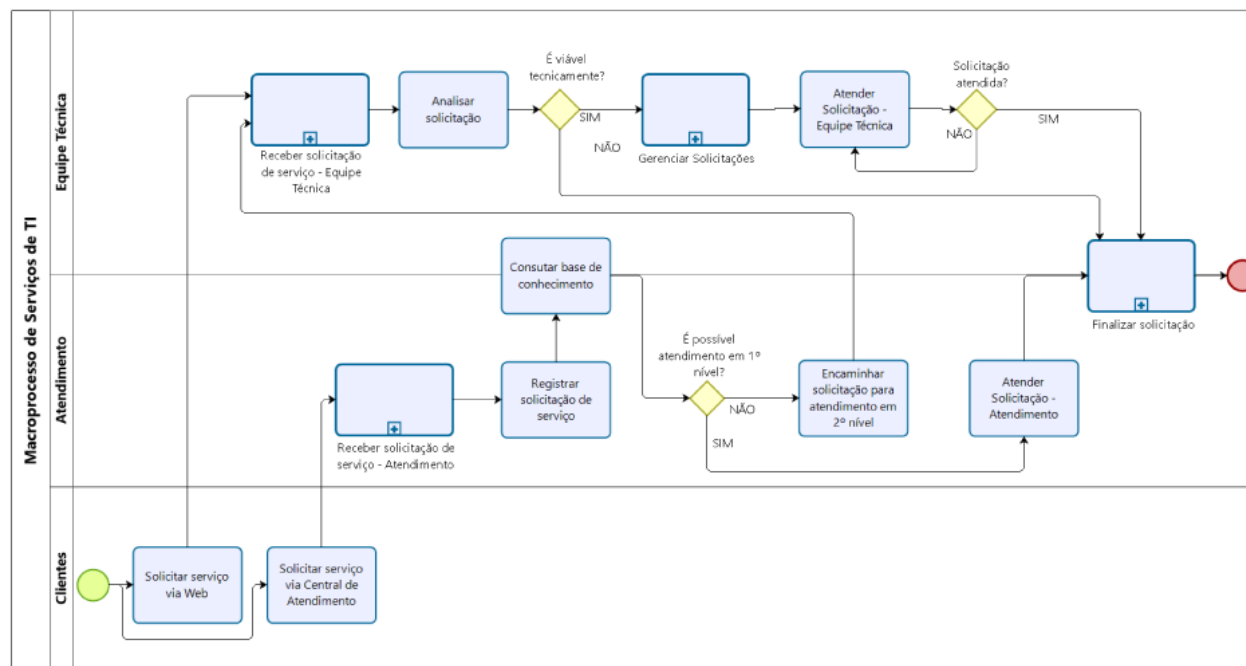 Macroprocesso de Serviços de TI
Equipe Técnica
É viável
tecnicamente?
Solicitação
atendida?
Analisar
solicitação
Atender
Solicitação -
Equipe Técnica
SIM
SIM
NÃO
NÃO
Receber solicitação
de serviço - Equipe
Técnica
Gerenciar Solicitações
Atendimento
Consutar base de
conhecimento
Finalizar solicitação
É possível
atendimento em 1º
nível?
Registrar
solicitação de
serviço
Encaminhar
solicitação para
atendimento em
2º nível
Atender
Solicitação -
Atendimento
NÃO
SIM
Receber solicitação de
serviço - Atendimento
Clientes
Solicitar serviço
via Web
Solicitar serviço
via Central de
Atendimento